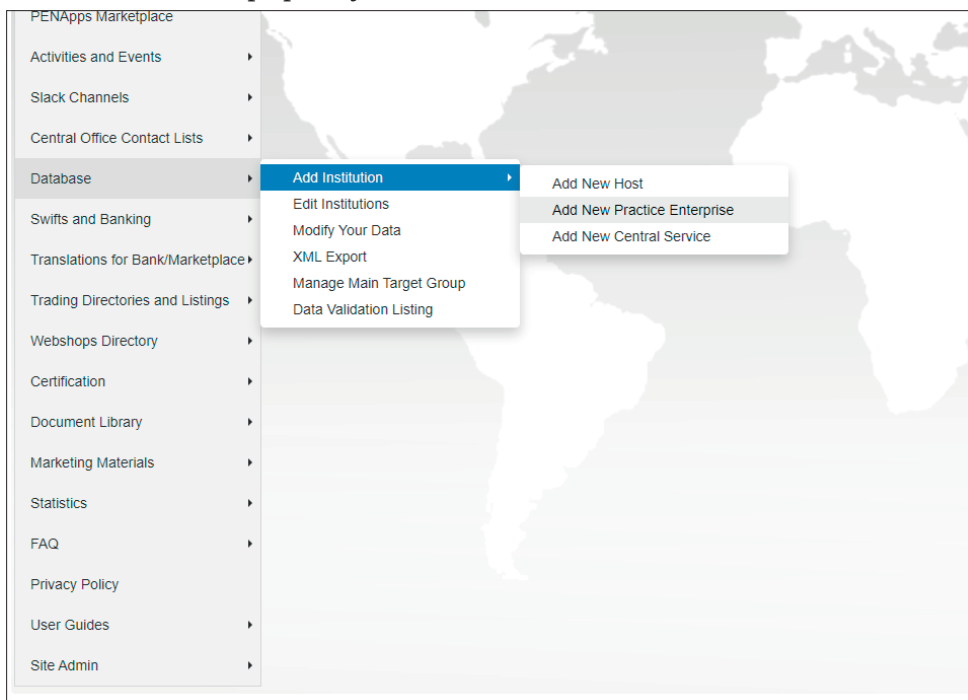 PENApps Marketplace
Activities and Events
Slack Channels
Central Office Contact Lists
Database
Swifts and Banking
Translations for Bank/Marketplace
Trading Directories and Listings
Webshops Directory
Certification
Document Library
Marketing Materials
Statistics
FAQ
Privacy Policy
User Guides
Site Admin
Add Institution
Edit Institutions
Modify Your Data
XML Export
Manage Main Target Group
Data Validation Listing
Add New Host
Add New Practice Enterprise
Add New Central Service